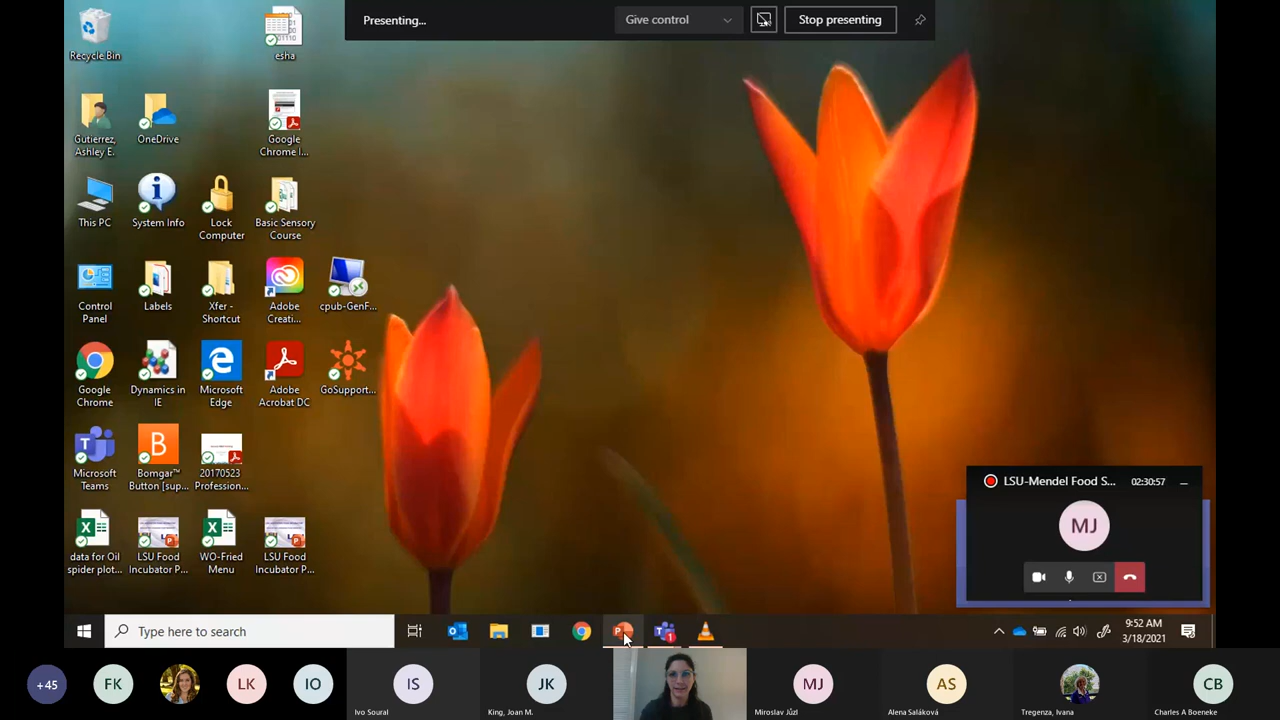 Presenting...
Give control
Stop presenting
Recycle Bin
esha
Gutierrez,
Ashley E.
OneDrive
Google
Chrome I...
This PC
System Info
Lock
Computer
Basic Sensory
Course
Control
Panel
Labels
Xfer -
Shortcut
Adobe
Creati...
cpub-GenF...
Google
Chrome
Dynamics in
IE
Microsoft
Edge
Adobe
Acrobat DC
GoSupport...
Microsoft
Teams
Bomgar™
Button [sup...
20170523
Profession...
data for Oil
spider plot...
LSU Food
Incubator P...
WO-Fried
Menu
LSU Food
Incubator P...
LSU-Mendel Food S...
02:30:57
MJ
Type here to search
9:52 AM
3/18/2021
+45
FK
LK
IO
IS
Ivo Soural
JK
King, Joan M.
MJ
Miroslav Jůzl
AS
Alena Saláková
Tregenza, Ivana
CB
Charles A Boeneke